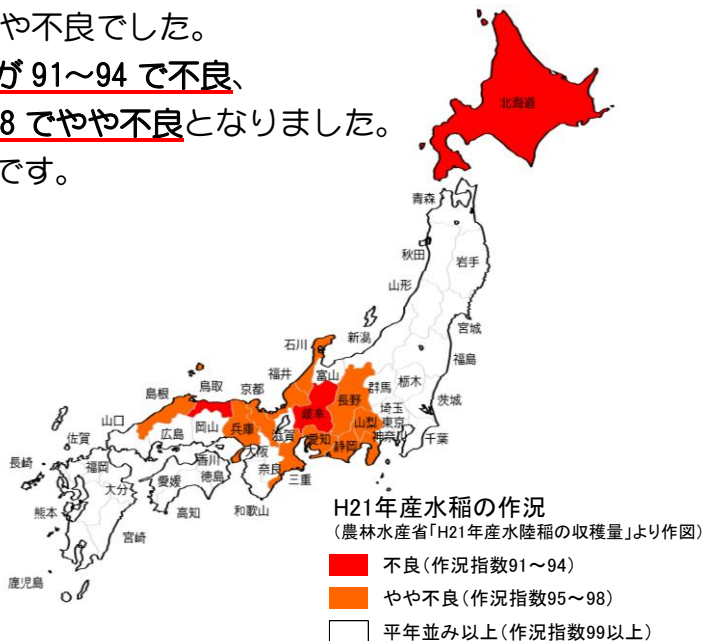 や不良でした。
が 91～94 で不良、
8 でやや不良となりました。
です。
北海道
青森
秋田
岩手
山形
宮城
新潟
福島
石川
富山
福井
群馬
栃木
茨城
長野
埼玉
東京
山梨
神奈川
千葉
岐阜
愛知
静岡
島根
鳥取
京都
兵庫
滋賀
岡山
広島
山口
大阪
奈良
三重
和歌山
香川
徳島
愛媛
高知
佐賀
長崎
福岡
大分
熊本
宮崎
鹿児島
H21年産水稲の作況
（農林水産省「H21年産水陸稲の収穫量」より作図）
不良（作況指数91～94）
やや不良（作況指数95～98）
平年並み以上（作況指数99以上）